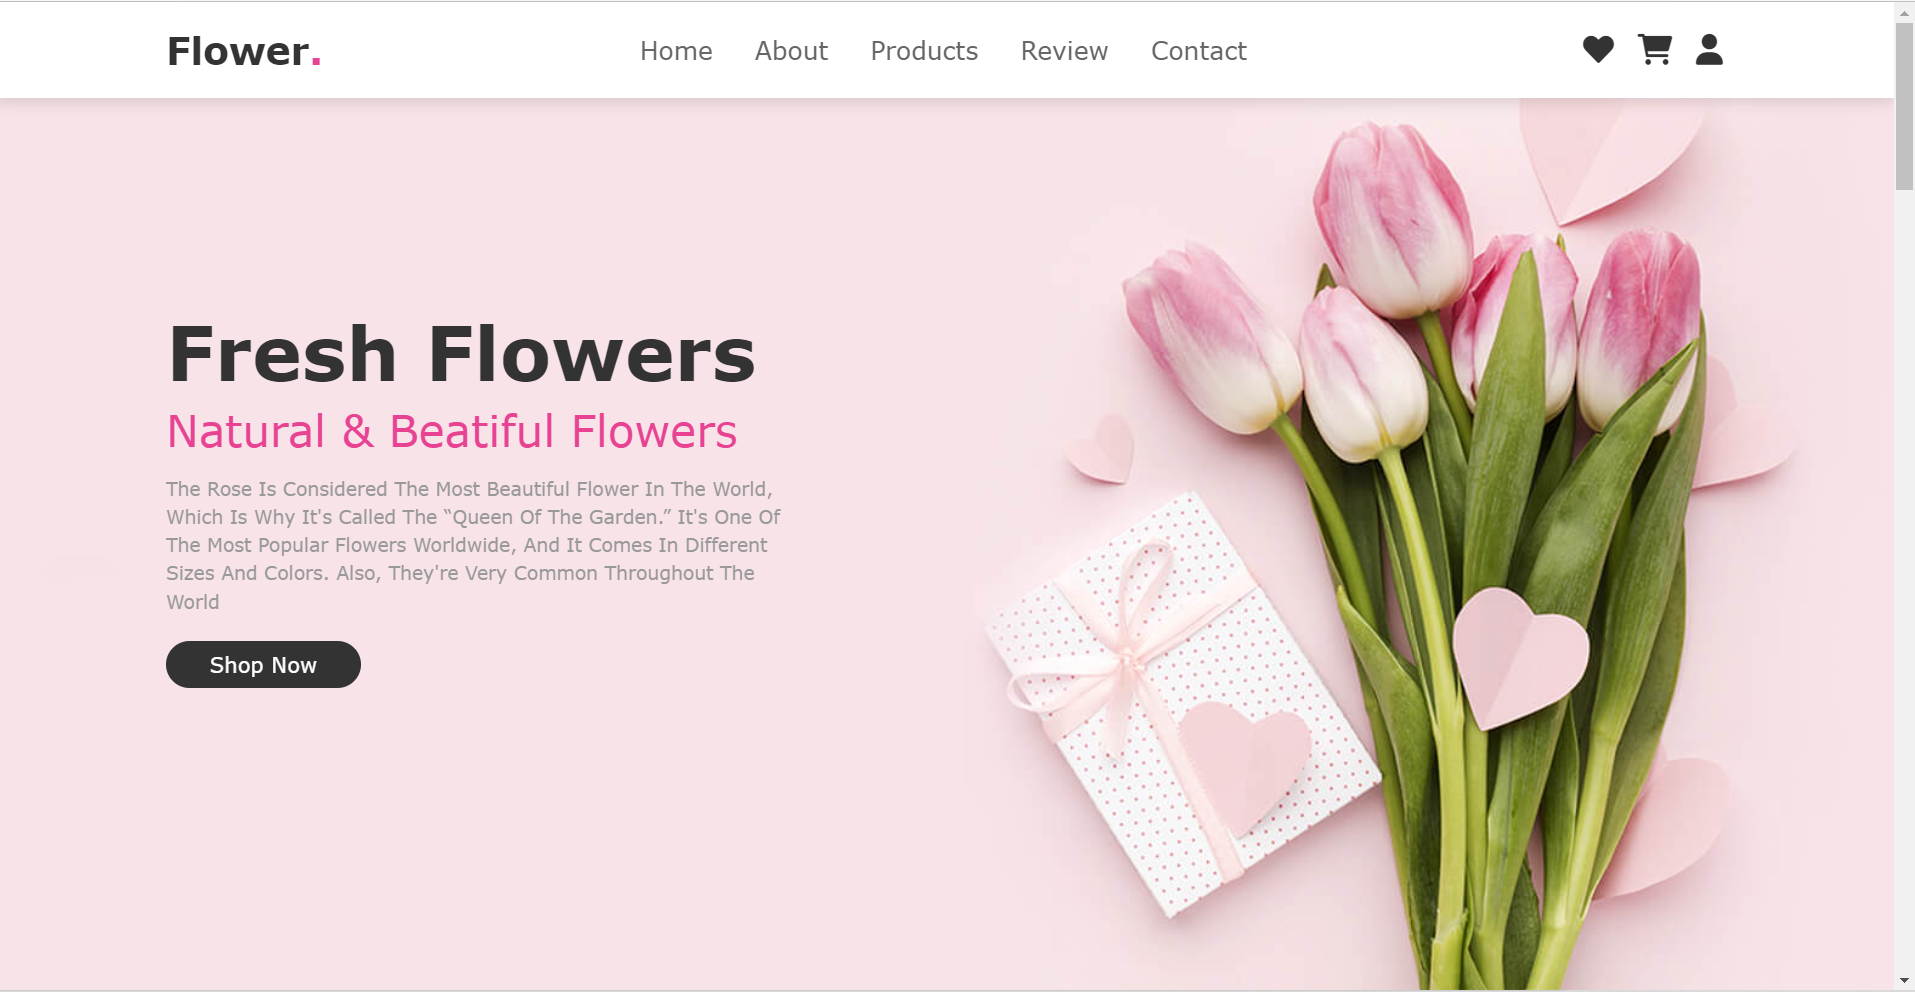 Flower.
Home About Products Review Contact
Fresh Flowers
Natural & Beatiful Flowers
The Rose Is Considered The Most Beautiful Flower In The World,
Which Is Why It's Called The “Queen Of The Garden.” It's One Of
The Most Popular Flowers Worldwide, And It Comes In Different
Sizes And Colors. Also, They're Very Common Throughout The
World
Shop Now